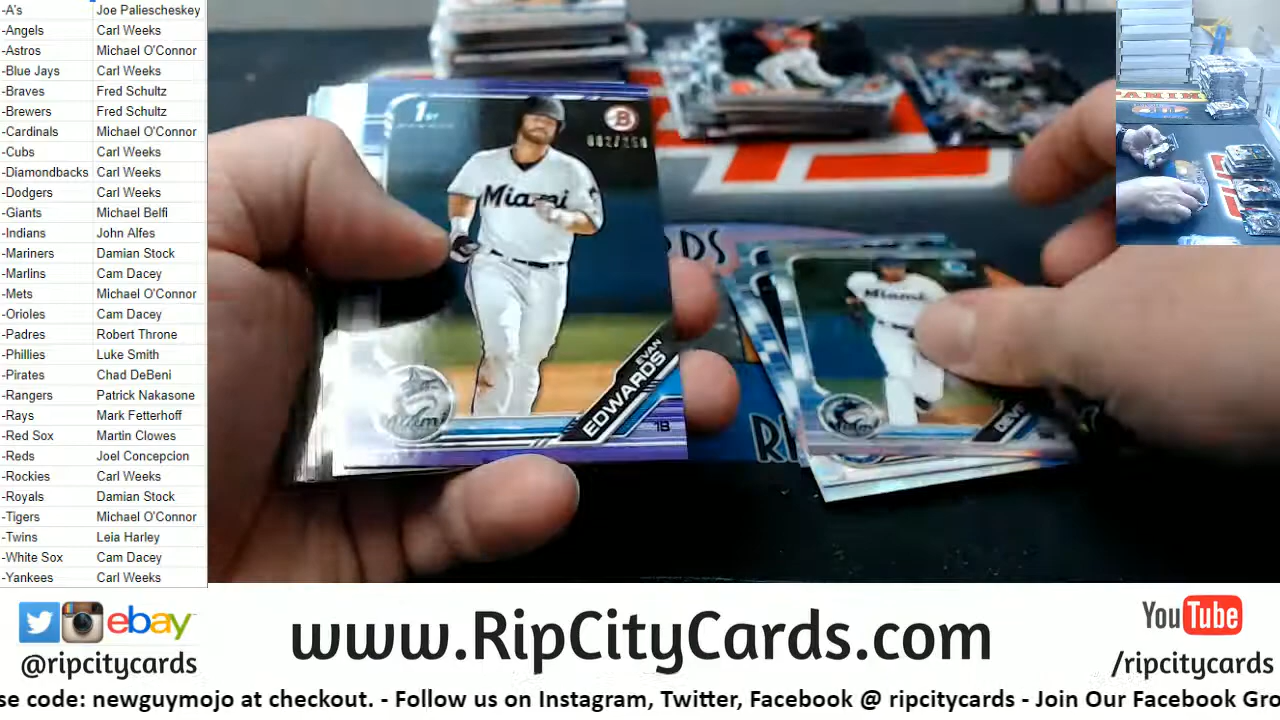 -A's Joe Paliescheskey
-Angels Carl Weeks
-Astros Michael O'Connor
-Blue Jays Carl Weeks
-Braves Fred Schultz
-Brewers Fred Schultz
-Cardinals Michael O'Connor
-Cubs Carl Weeks
-Diamondbacks Carl Weeks
-Dodgers Carl Weeks
-Giants Michael Belfi
-Indians John Alfes
-Mariners Damian Stock
-Marlins Cam Dacey
-Mets Michael O'Connor
-Orioles Cam Dacey
-Padres Robert Throne
-Phillies Luke Smith
-Pirates Chad DeBeni
-Rangers Patrick Nakasone
-Rays Mark Fetterhoff
-Red Sox Martin Clowes
-Reds Joel Concepcion
-Rockies Carl Weeks
-Royals Damian Stock
-Tigers Michael O'Connor
-Twins Leia Harley
-White Sox Cam Dacey
-Yankees Carl Weeks
1ST
B
Miami
EVAN
EDWARDS
1B
Miami
PANINI
ebay
@ripcitycards
www.RipCityCards.com
YouTube
/ripcitycards
se code: newguymojo at checkout. - Follow us on Instagram, Twitter, Facebook @ ripcitycards - Join Our Facebook Gro